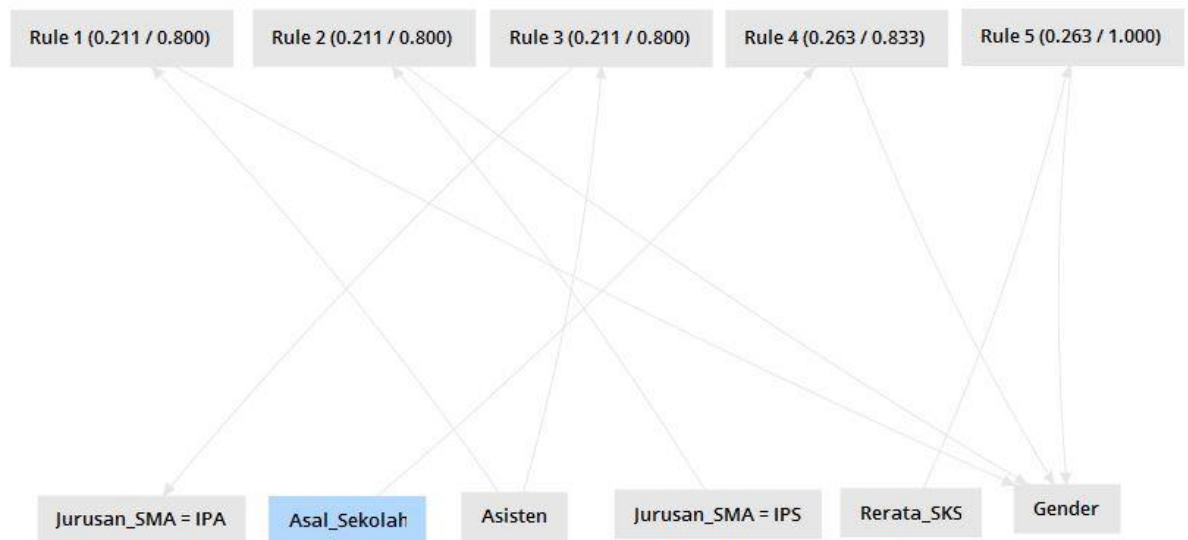 Rule 1 (0.211 / 0.800)
Rule 2 (0.211 / 0.800)
Rule 3 (0.211 / 0.800)
Rule 4 (0.263 / 0.833)
Rule 5 (0.263 / 1.000)
Jurusan_SMA = IPA
Asal_Sekolah
Asisten
Jurusan_SMA = IPS
Rerata_SKS
Gender